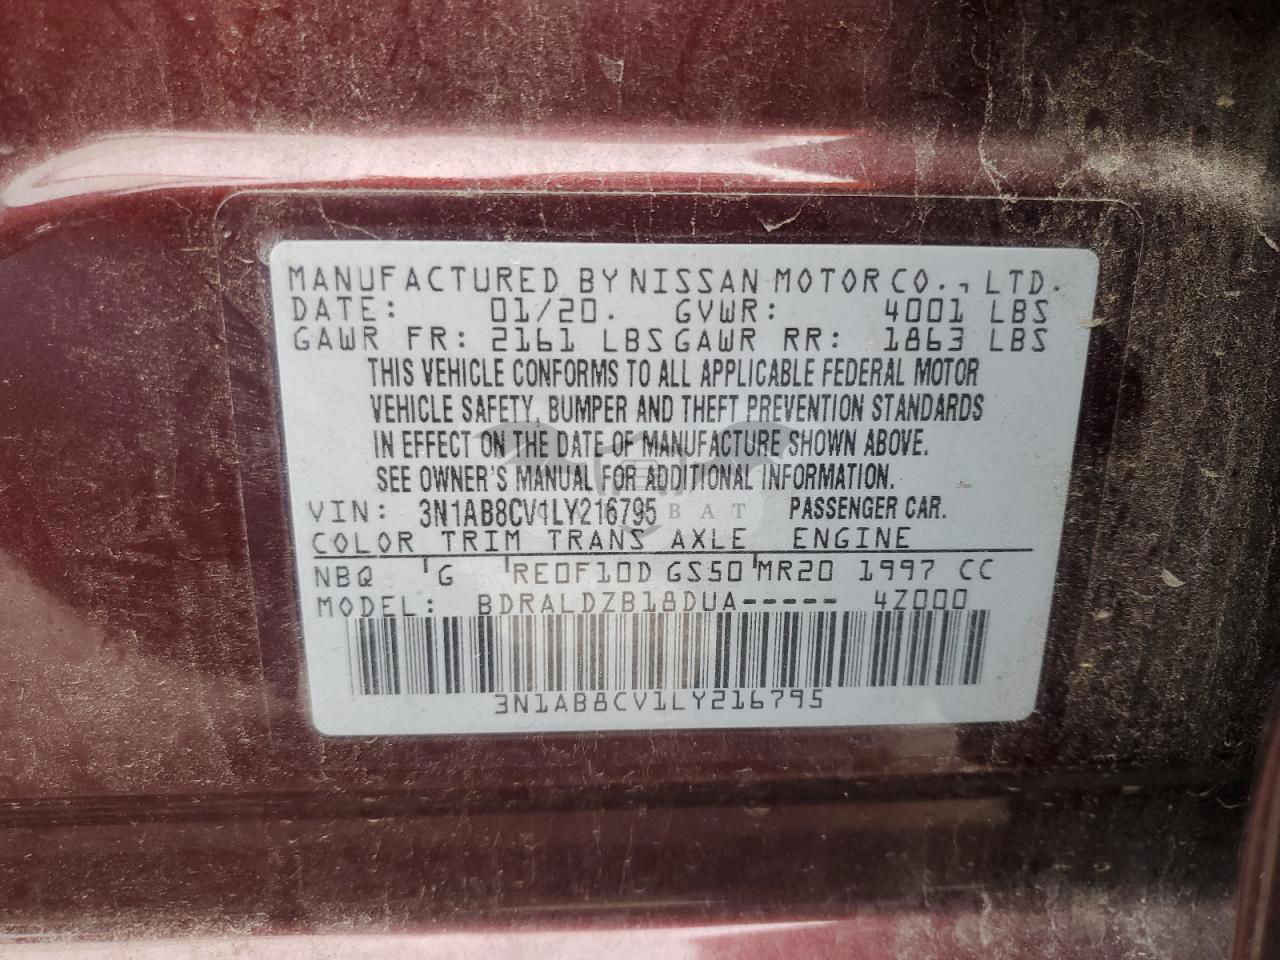 MANUFACTURED BY NISSAN MOTOR CO., LTD.
DATE: 01/20. GVWR: 4001 LBS
GAWR FR: 2161 LBS GAWR RR: 1863 LBS
THIS VEHICLE CONFORMS TO ALL APPLICABLE FEDERAL MOTOR
VEHICLE SAFETY, BUMPER AND THEFT PREVENTION STANDARDS
IN EFFECT ON THE DATE OF MANUFACTURE SHOWN ABOVE.
SEE OWNER'S MANUAL FOR ADDITIONAL INFORMATION.
VIN: 3N1AB8CV1LY216795 PASSENGER CAR.
COLOR TRIM TRANS AXLE ENGINE
NBQ G RE0F10D GS50 MR20 1997 CC
MODEL: BDRALDZB18DUA----- 4Z000
3N1AB8CV1LY216795